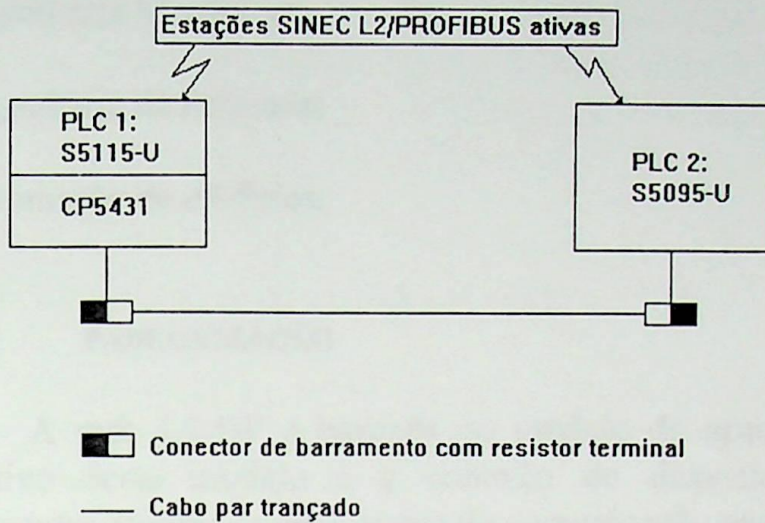 Estações SINEC L2/PROFIBUS ativas
PLC 1:
S5115-U
CP5431
PLC 2:
S5095-U
Conector de barramento com resistor terminal
Cabo par trançado